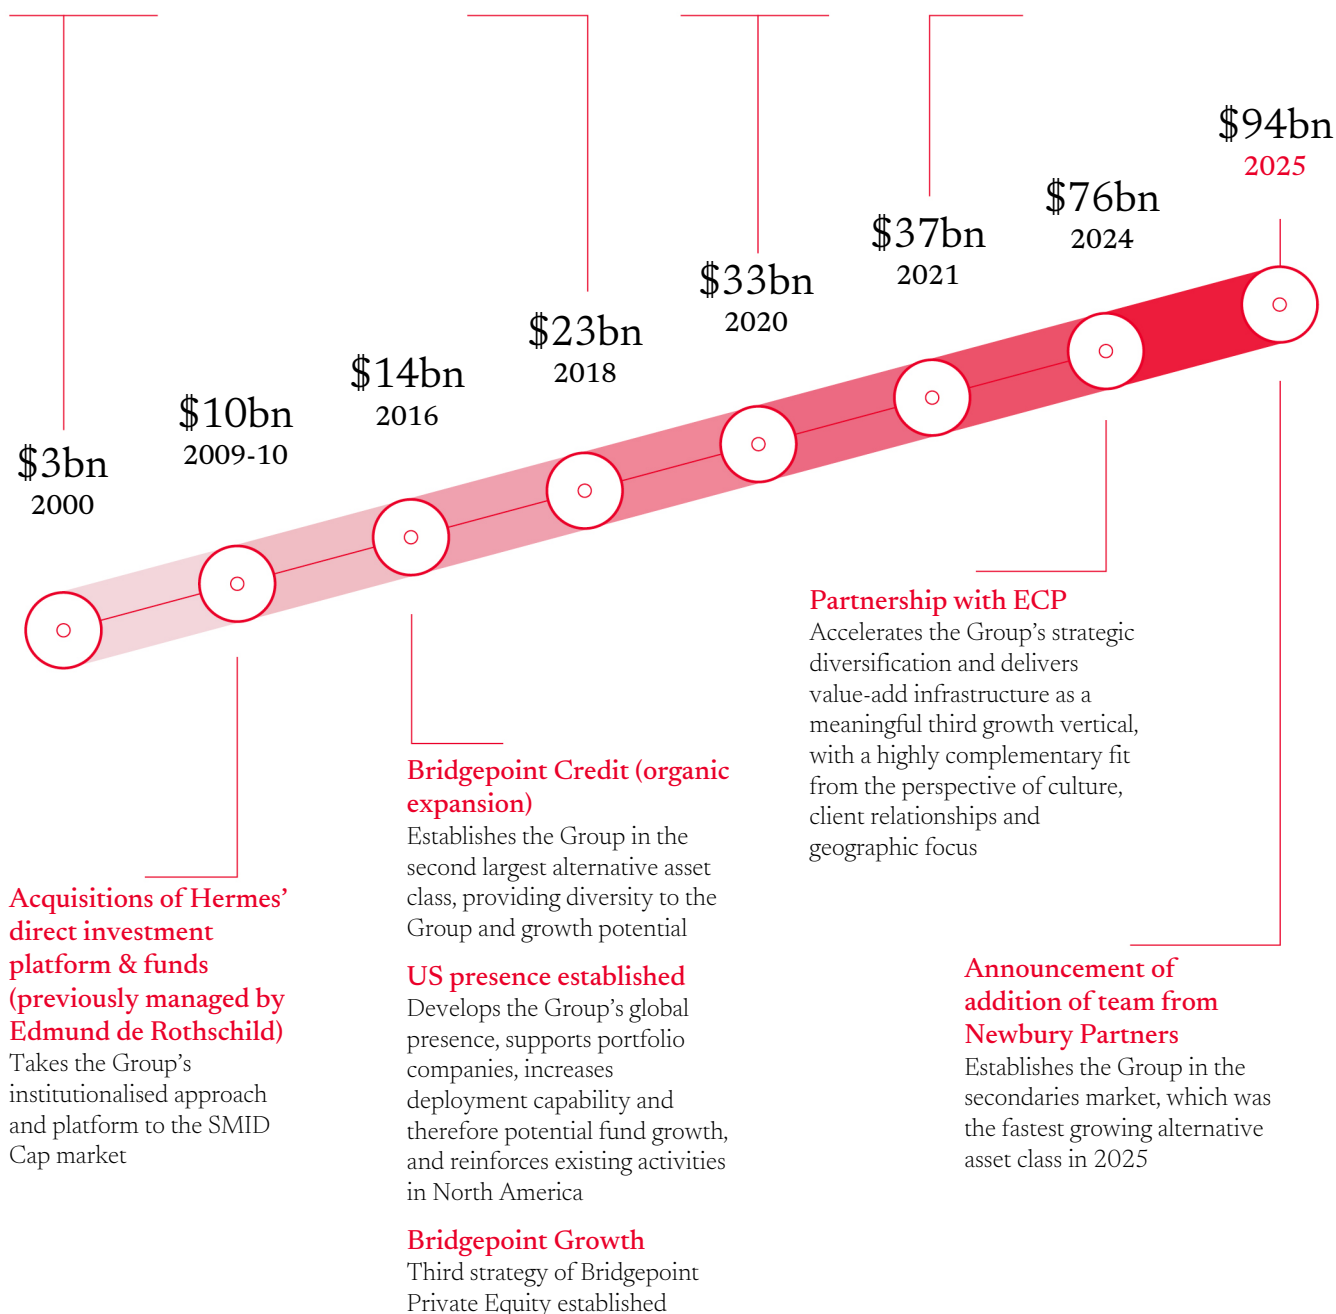 $3bn
2000
$10bn
2009-10
$14bn
2016
$23bn
2018
$33bn
2020
$37bn
2021
$76bn
2024
$94bn
2025
Acquisitions of Hermes’
direct investment
platform & funds
(previously managed by
Edmund de Rothschild)
Takes the Group’s
institutionalised approach
and platform to the SMID
Cap market
Bridgepoint Credit (organic
expansion)
Establishes the Group in the
second largest alternative asset
class, providing diversity to the
Group and growth potential
US presence established
Develops the Group’s global
presence, supports portfolio
companies, increases
deployment capability and
therefore potential fund growth,
and reinforces existing activities
in North America
Bridgepoint Growth
Third strategy of Bridgepoint
Private Equity established
Partnership with ECP
Accelerates the Group’s strategic
diversification and delivers
value-add infrastructure as a
meaningful third growth vertical,
with a highly complementary fit
from the perspective of culture,
client relationships and
geographic focus
Announcement of
addition of team from
Newbury Partners
Establishes the Group in the
secondaries market, which was
the fastest growing alternative
asset class in 2025